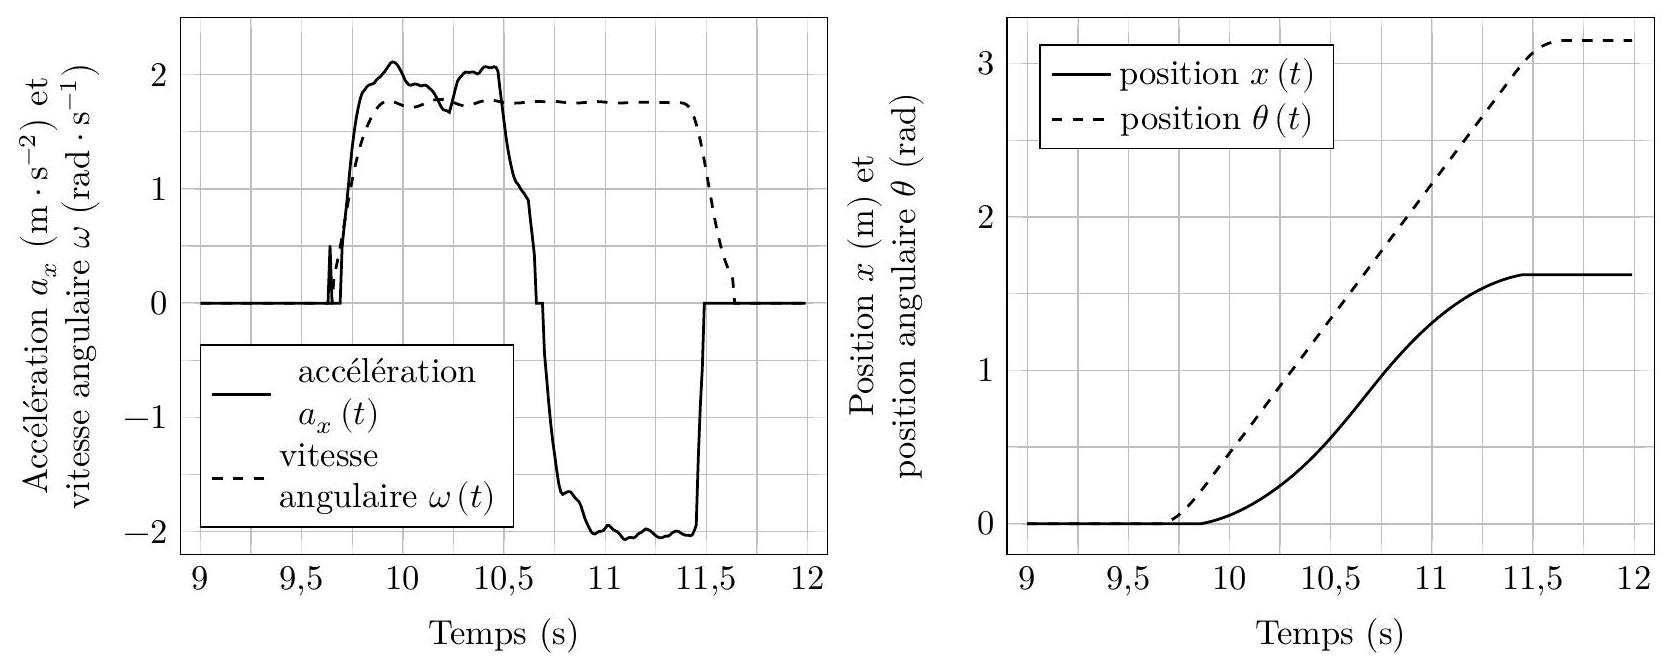 Accélération aₓ (m · s⁻²) et
vitesse angulaire ω (rad · s⁻¹)
2
1
0
−1
−2
accélération
aₓ (t)
vitesse
angulaire ω (t)
9
9,5
10
10,5
11
11,5
12
Temps (s)
Position x (m) et
position angulaire θ (rad)
3
2
1
0
position x (t)
position θ (t)
9
9,5
10
10,5
11
11,5
12
Temps (s)